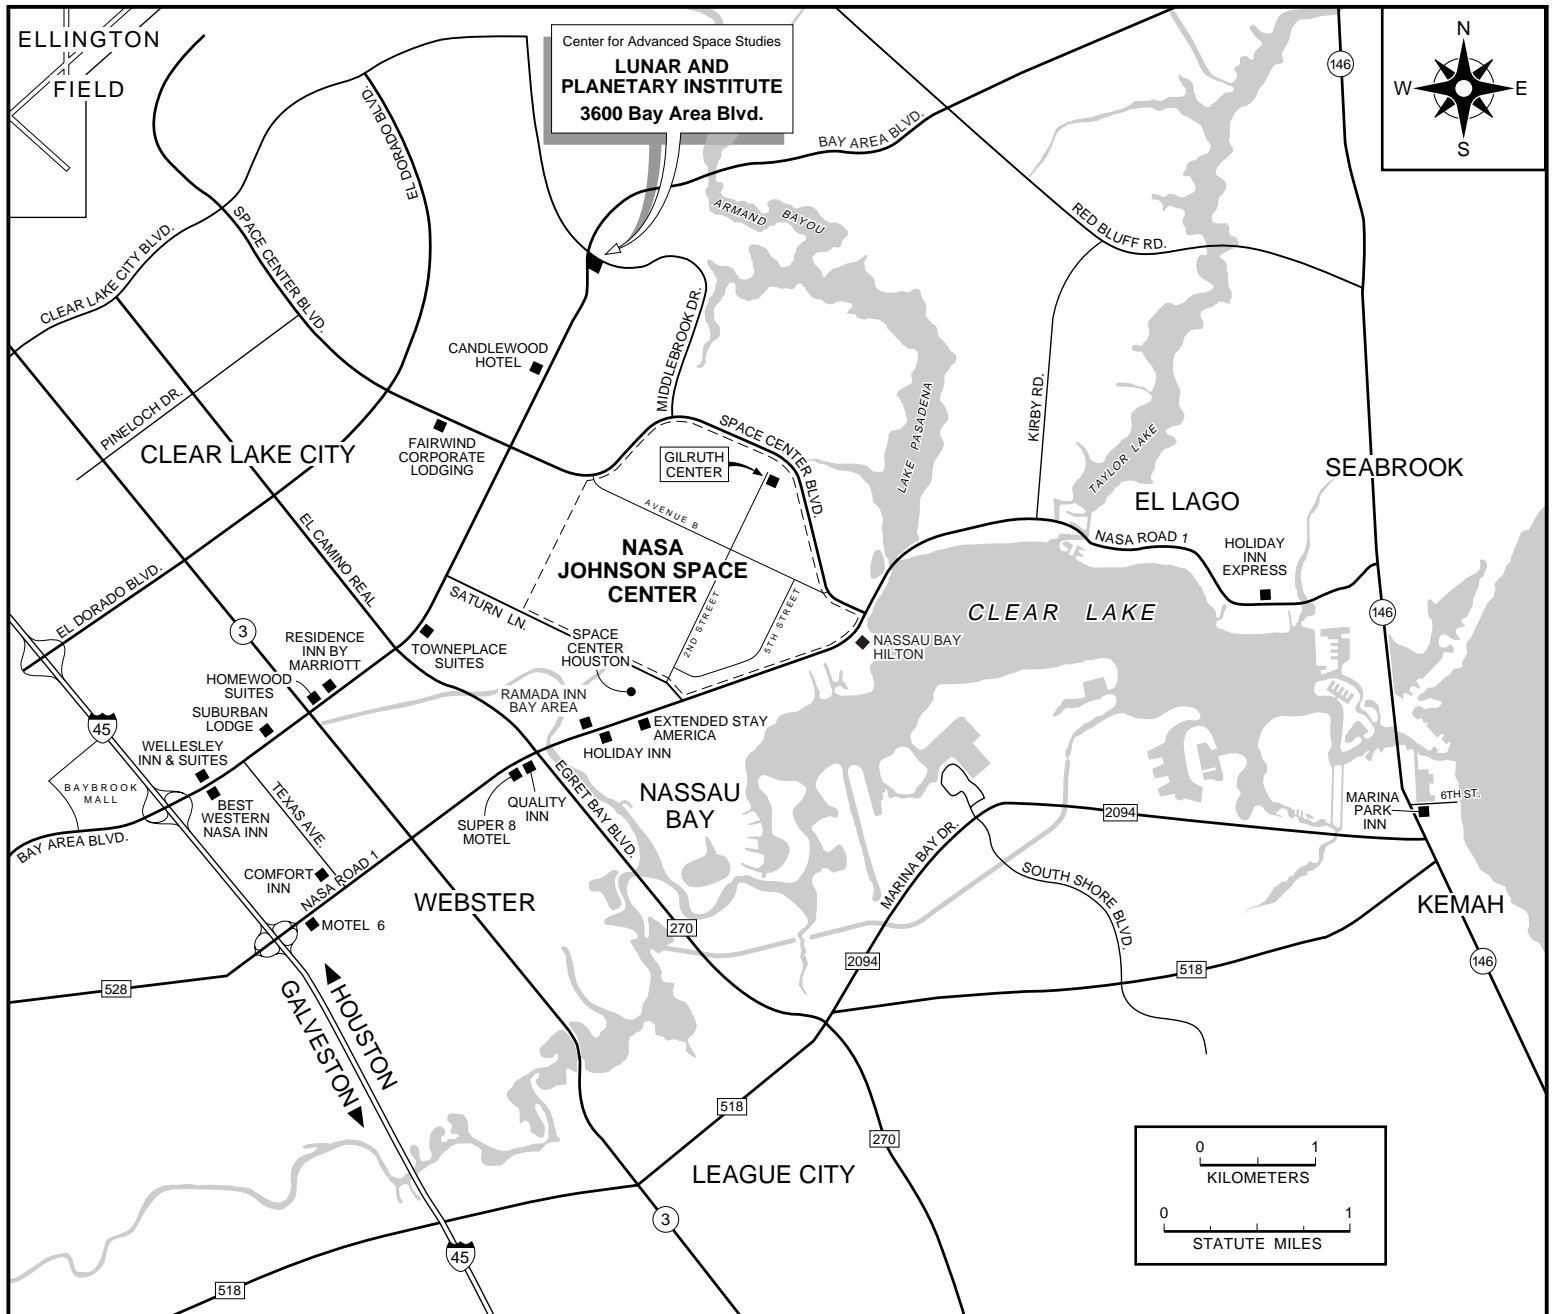 ELLINGTON
FIELD
Center for Advanced Space Studies
LUNAR AND
PLANETARY INSTITUTE
3600 Bay Area Blvd.
146
N
W
E
S
EL DORADO BLVD.
BAY AREA BLVD.
ARMAND BAYOU
RED BLUFF RD.
CLEAR LAKE CITY BLVD.
SPACE CENTER BLVD.
CANDLEWOOD
HOTEL
MIDDLEBROOK DR.
KIRBY RD.
LAKE PASADENA
TAYLOR LAKE
PINELOCH DR.
CLEAR LAKE CITY
FAIRWIND
CORPORATE
LODGING
GILRUTH
CENTER
SPACE CENTER BLVD.
SEABROOK
EL LAGO
EL CAMINO REAL
AVENUE B
NASA
JOHNSON SPACE
CENTER
NASA ROAD 1
HOLIDAY
INN
EXPRESS
EL DORADO BLVD.
SATURN LN.
2ND STREET
5TH STREET
CLEAR LAKE
146
3
RESIDENCE
INN BY
MARRIOTT
TOWNEPLACE
SUITES
SPACE
CENTER
HOUSTON
NASSAU BAY
HILTON
HOMEWOOD
SUITES
SUBURBAN
LODGE
RAMADA INN
BAY AREA
EXTENDED STAY
AMERICA
HOLIDAY INN
45
WELLESLEY
INN & SUITES
BAYBROOK
MALL
BEST
WESTERN
NASA INN
TEXAS AVE.
QUALITY
INN
SUPER 8
MOTEL
EGRET BAY BLVD.
NASSAU
BAY
MARINA
PARK
INN
6TH ST.
2094
BAY AREA BLVD.
MARINA BAY DR.
SOUTH SHORE BLVD.
COMFORT
INN
NASA ROAD 1
MOTEL 6
WEBSTER
KEMAH
270
2094
518
146
528
HOUSTON
GALVESTON
518
270
LEAGUE CITY
3
45
518
0 1
KILOMETERS
0 1
STATUTE MILES